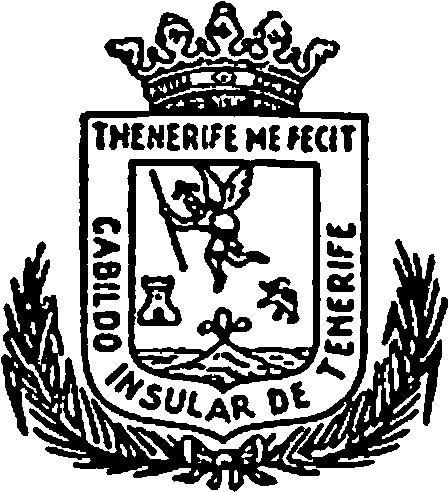 THENERIFE ME FECIT
CABILDO INSULAR DE TENERIFE